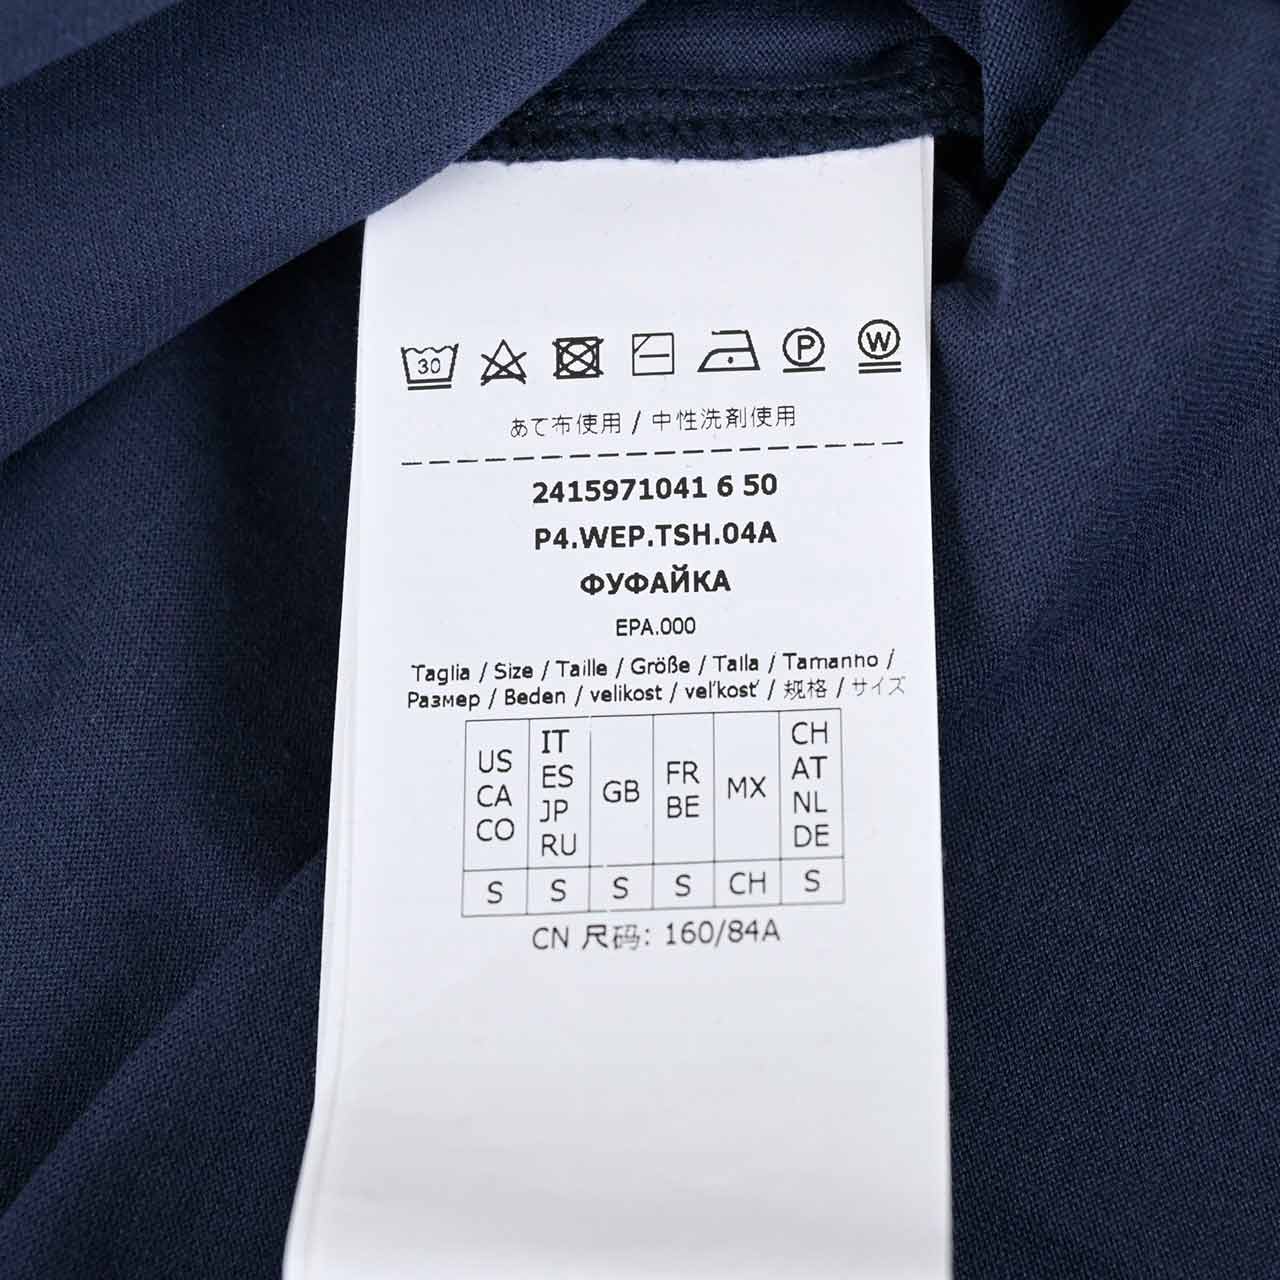 30 P W
あて布使用 / 中性洗剤使用
2415971041 6 50
P4.WEP.TSH.04A
ФУФАЙКА
EPA.000
Taglia / Size / Taille / Größe / Talla / Tamanho /
Размер / Beden / velikost / veľkosť / 规格 / サイズ
US CA CO IT ES JP RU GB FR BE MX CH AT NL DE
S S S S CH S
CN 尺码: 160/84A